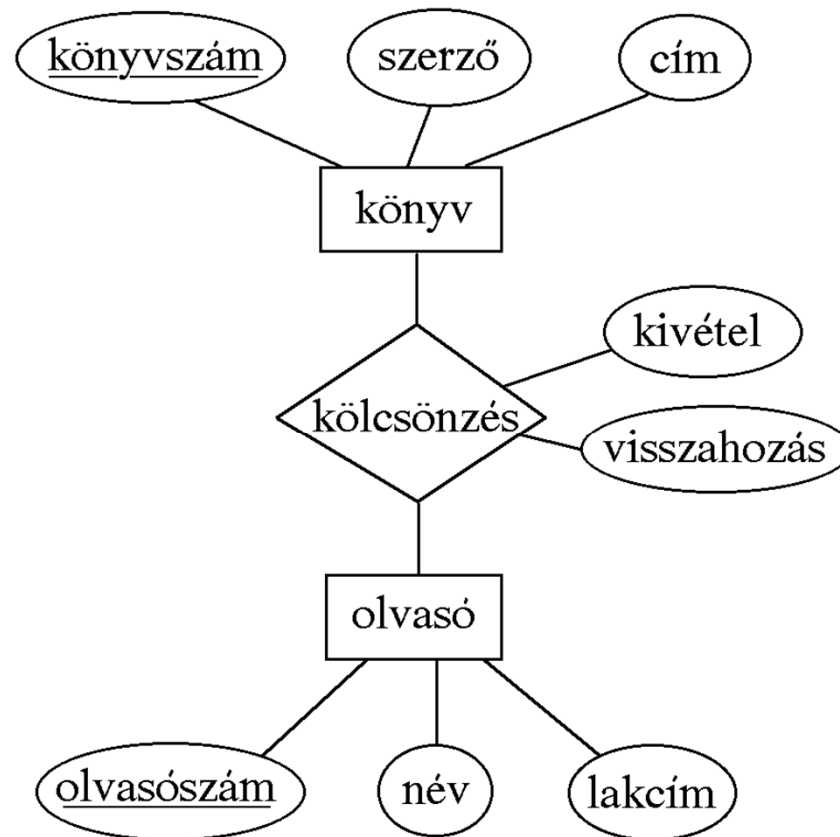 könyvszám
szerző
cím
könyv
kivétel
kölcsönzés
visszahozás
olvasó
olvasószám
név
lakcím